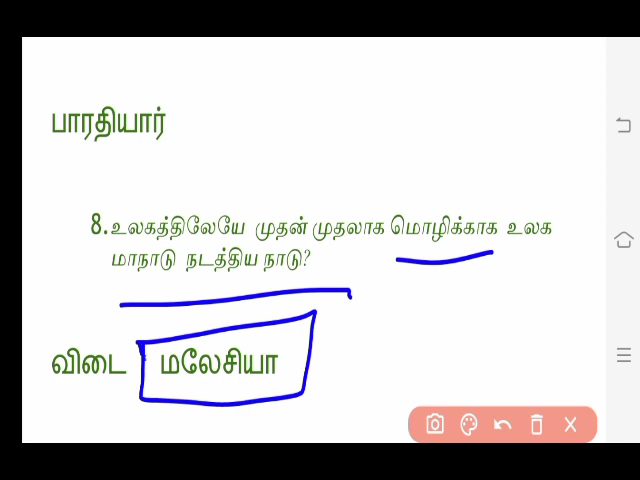 பாரதியார்
8.உலகத்திலேயே முதன் முதலாக மொழிக்காக உலக
மாநாடு நடத்திய நாடு?
விடை மலேசியா